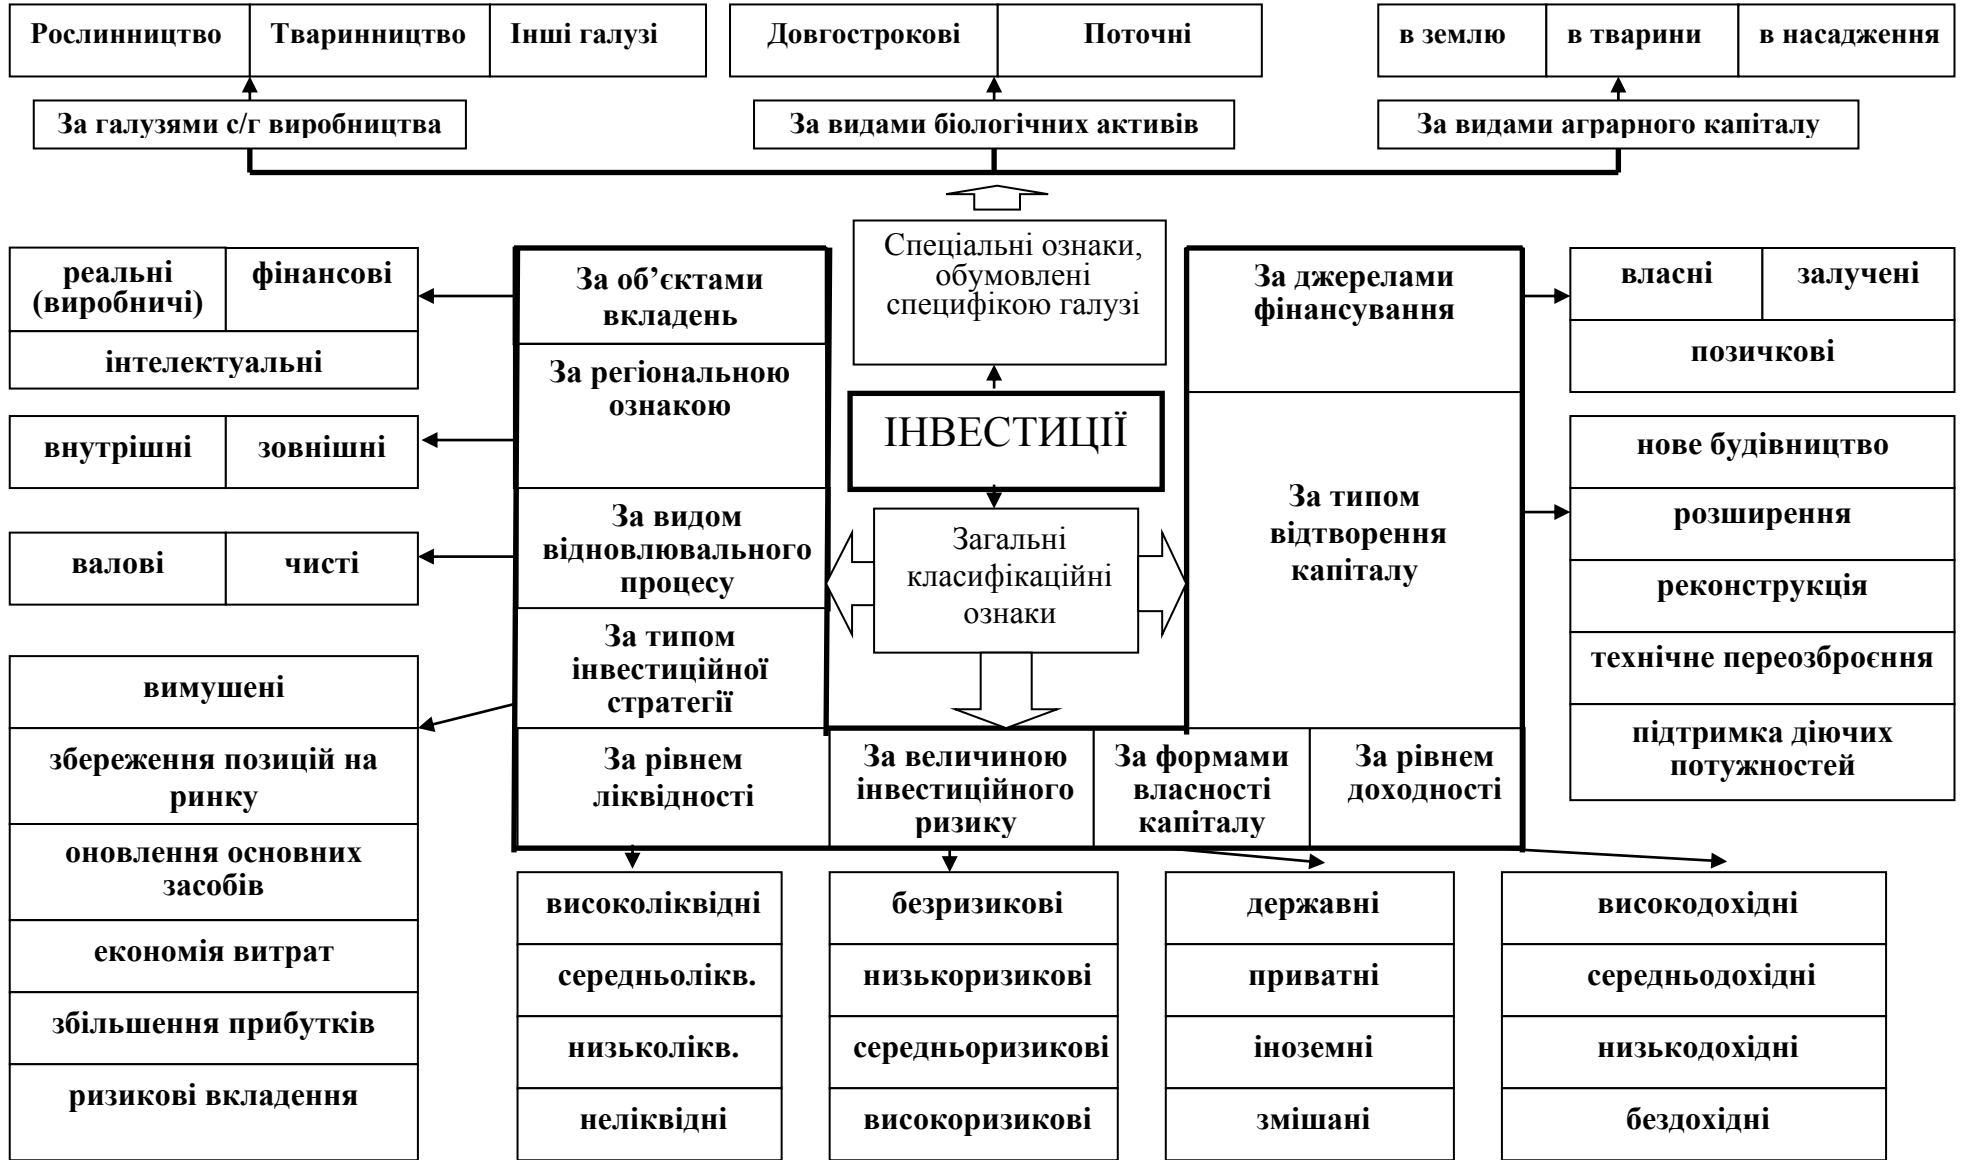 Рослинництво
Тваринництво
Інші галузі
Довгострокові
Поточні
в землю
в тварини
в насадження
За галузями с/г виробництва
За видами біологічних активів
За видами аграрного капіталу
Спеціальні ознаки,
обумовлені
специфікою галузі
реальні
(виробничі)
фінансові
інтелектуальні
За об’єктами
вкладень
За джерелами
фінансування
власні
залучені
позичкові
За регіональною
ознакою
ІНВЕСТИЦІЇ
внутрішні
зовнішні
нове будівництво
розширення
реконструкція
технічне переозброєння
підтримка діючих
потужностей
За видом
відновлювального
процесу
Загальні
класифікаційні
ознаки
За типом
відтворення
капіталу
валові
чисті
За типом
інвестиційної
стратегії
вимушені
збереження позицій на
ринку
оновлення основних
засобів
економія витрат
збільшення прибутків
ризикові вкладення
За рівнем
ліквідності
За величиною
інвестиційного
ризику
За формами
власності
капіталу
За рівнем
доходності
високоліквідні
середньолікв.
низьколікв.
неліквідні
безризикові
низькоризикові
середньоризикові
високоризикові
державні
приватні
іноземні
змішані
високодохідні
середньодохідні
низькодохідні
бездохідні